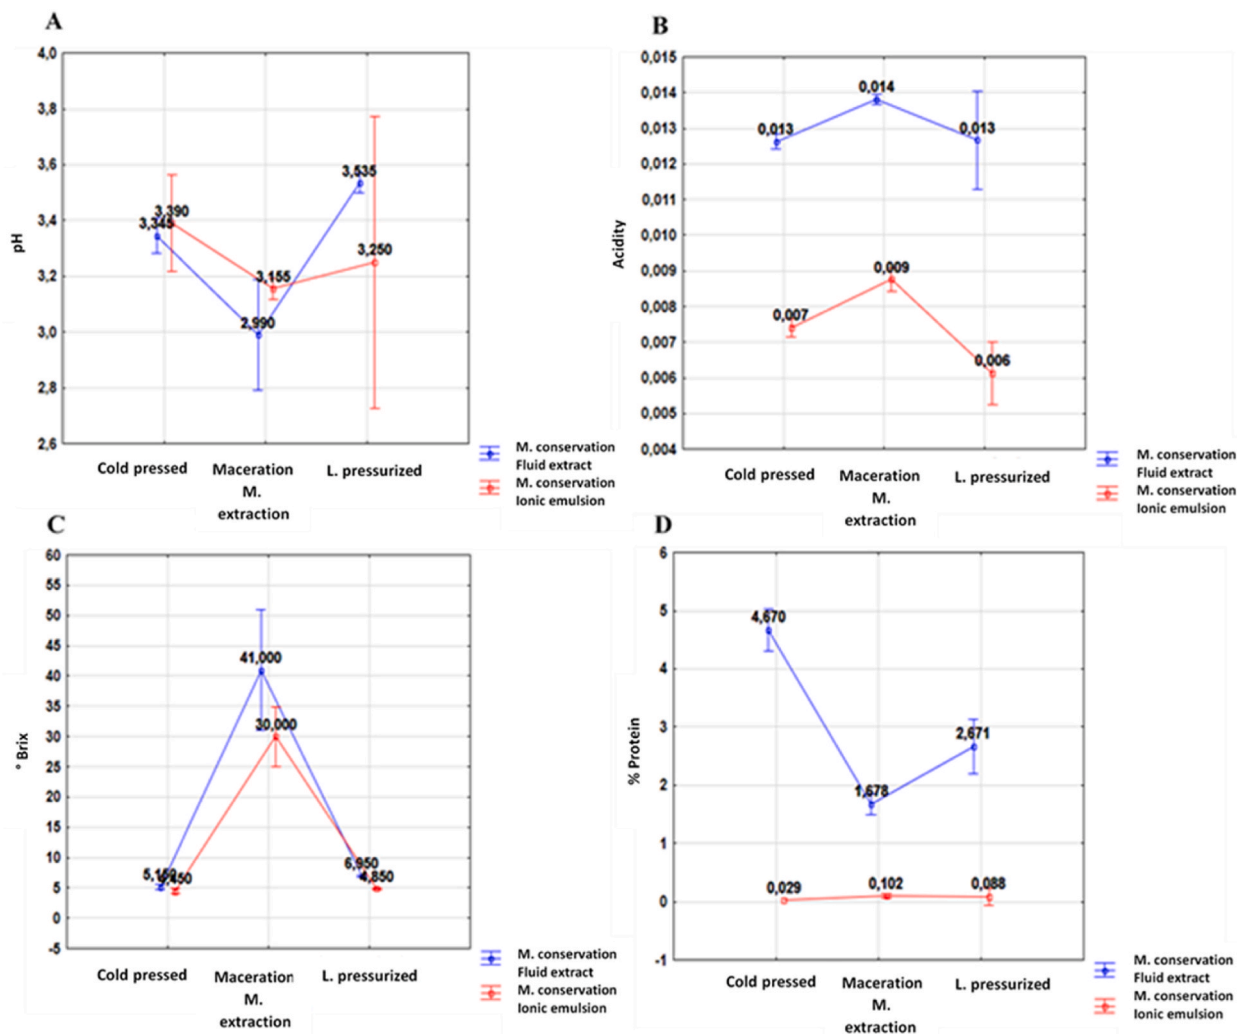 A
4,0
3,8
3,6
3,4
3,2
3,0
2,8
2,6
pH
3,345
3,390
2,990
3,155
3,535
3,250
Cold pressed
Maceration
L. pressurized
M.
extraction
M. conservation
Fluid extract
M. conservation
Ionic emulsion
B
0,015
0,014
0,013
0,012
0,011
0,010
0,009
0,008
0,007
0,006
0,005
0,004
Acidity
0,013
0,014
0,013
0,007
0,009
0,006
Cold pressed
Maceration
L. pressurized
M.
extraction
M. conservation
Fluid extract
M. conservation
Ionic emulsion
C
60
55
50
45
40
35
30
25
20
15
10
5
0
-5
° Brix
5,150
4,450
41,000
30,000
6,950
4,850
Cold pressed
Maceration
L. pressurized
M.
extraction
M. conservation
Fluid extract
M. conservation
Ionic emulsion
D
6
5
4
3
2
1
0
-1
% Protein
4,670
1,678
2,671
0,029
0,102
0,088
Cold pressed
Maceration
L. pressurized
M.
extraction
M. conservation
Fluid extract
M. conservation
Ionic emulsion